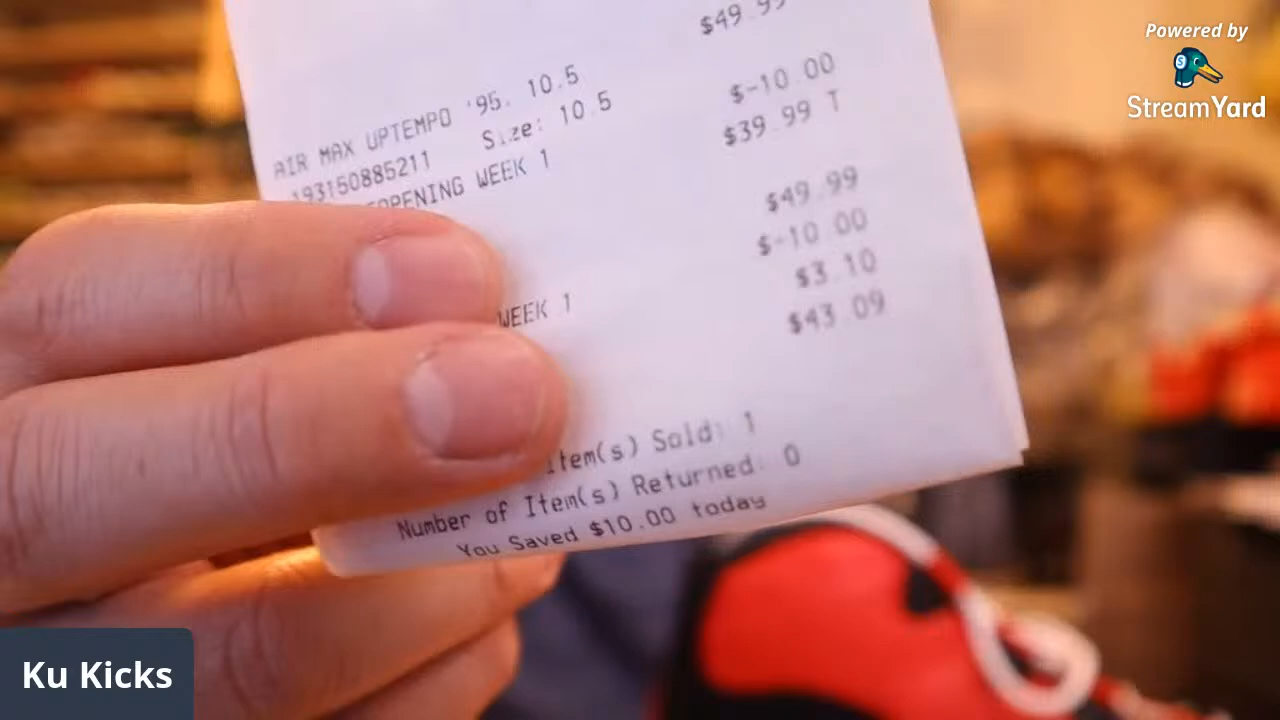 Powered by
StreamYard
$49.99
AIR MAX UPTEMPO '95. 10.5
$-10.00
193150885211 Size: 10.5
$39.99 T
OPENING WEEK 1
$49.99
$-10.00
$3.10
WEEK 1
$43.09
Item(s) Sold: 1
Number of Item(s) Returned: 0
You Saved $10.00 today
Ku Kicks